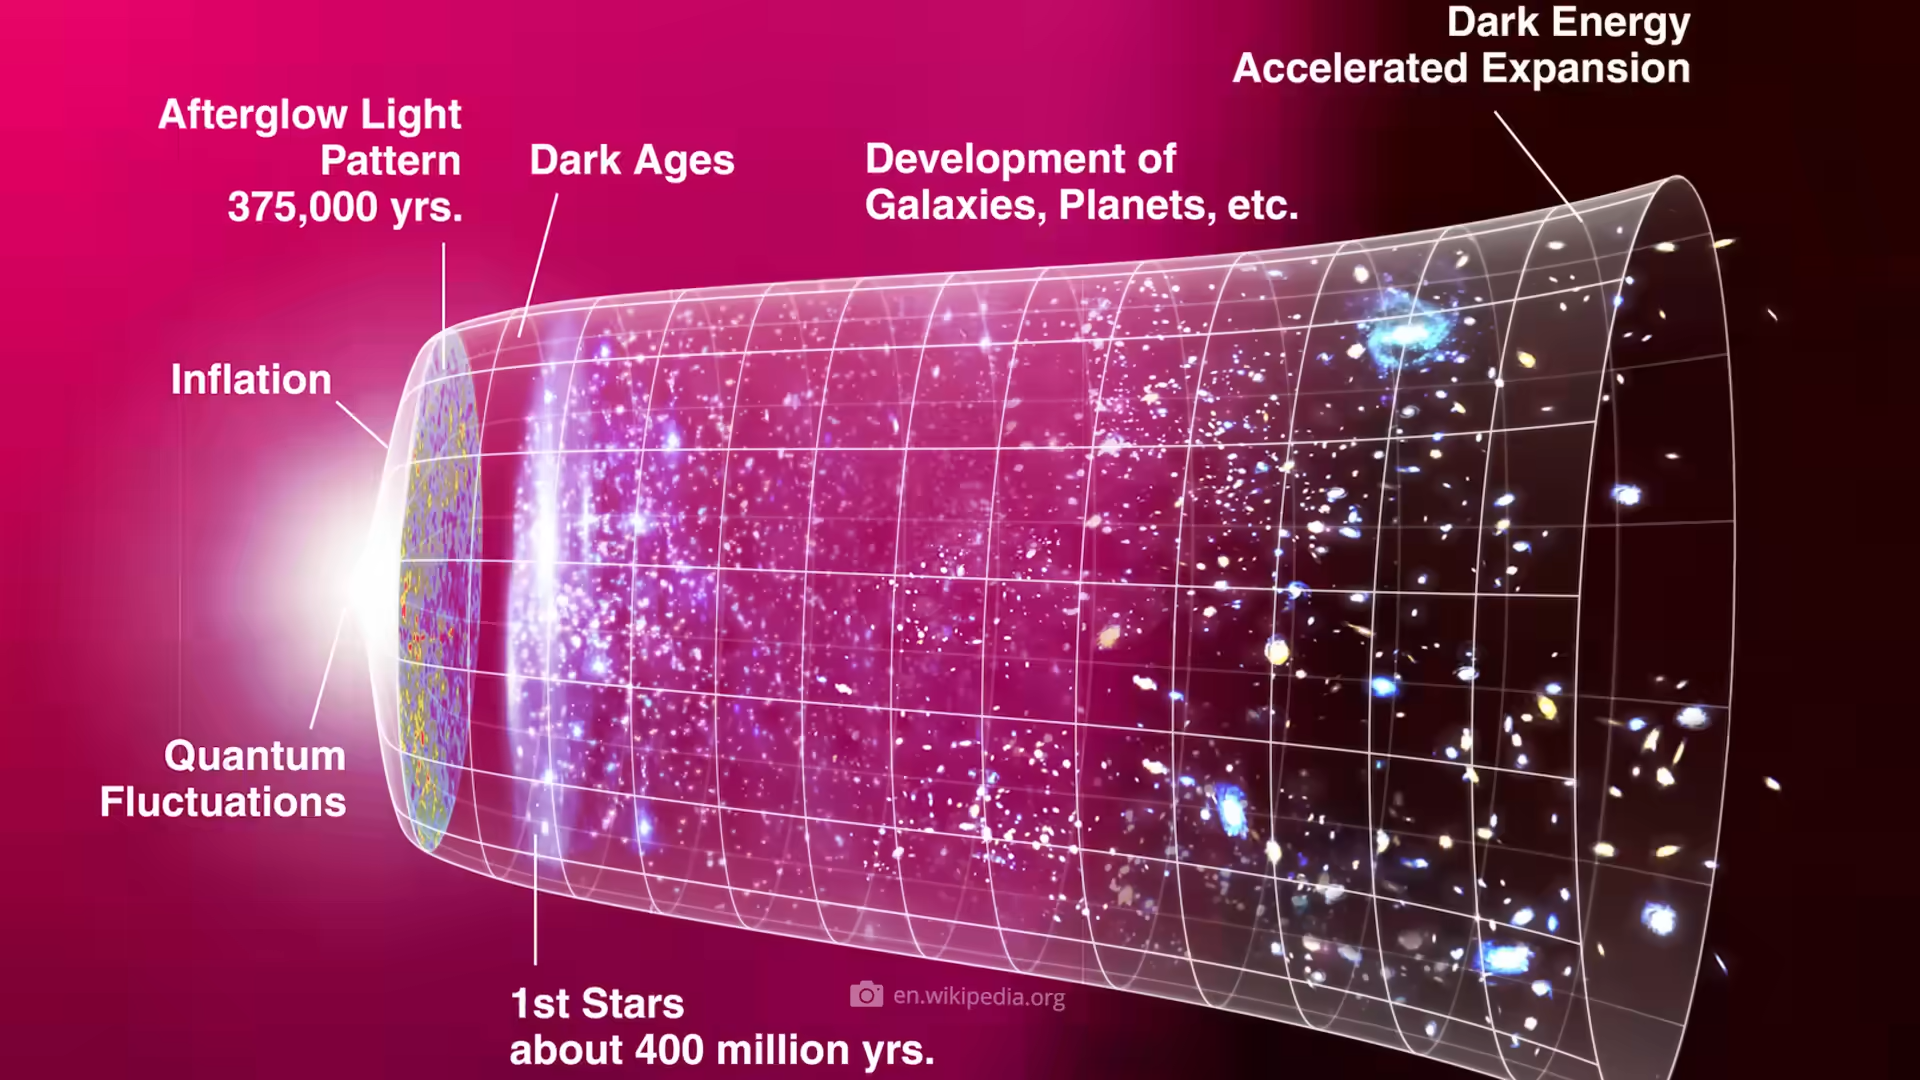 Dark Energy
Accelerated Expansion
Afterglow Light
Pattern
375,000 yrs.
Dark Ages
Development of
Galaxies, Planets, etc.
Inflation
Quantum
Fluctuations
1st Stars
about 400 million yrs.
en.wikipedia.org